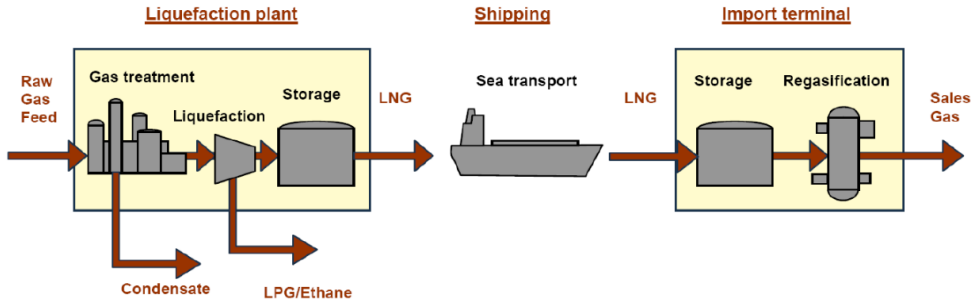 Liquefaction plant
Shipping
Import terminal
Raw
Gas
Feed
Gas treatment
Liquefaction
Storage
LNG
Sea transport
LNG
Storage
Regasification
Sales
Gas
Condensate
LPG/Ethane